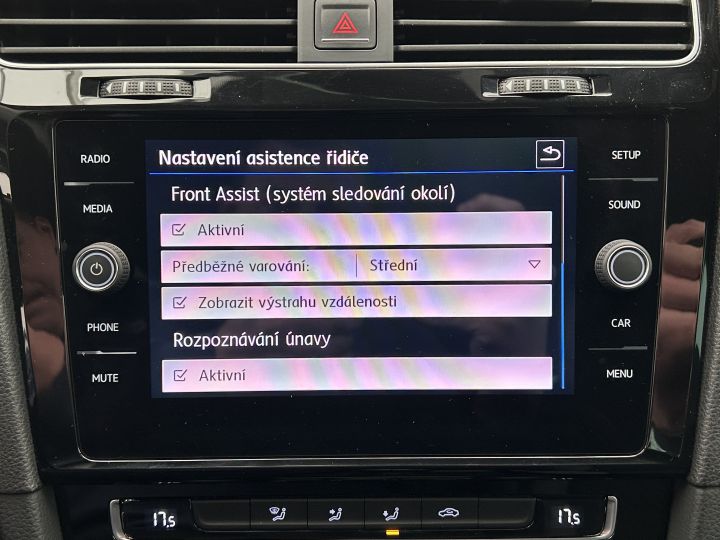 RADIO
MEDIA
PHONE
MUTE
Nastavení asistence řidiče
Front Assist (systém sledování okolí)
Aktivní
Předběžné varování: Střední
Zobrazit výstrahu vzdálenosti
Rozpoznávání únavy
Aktivní
SETUP
SOUND
CAR
MENU
17,5
17,5